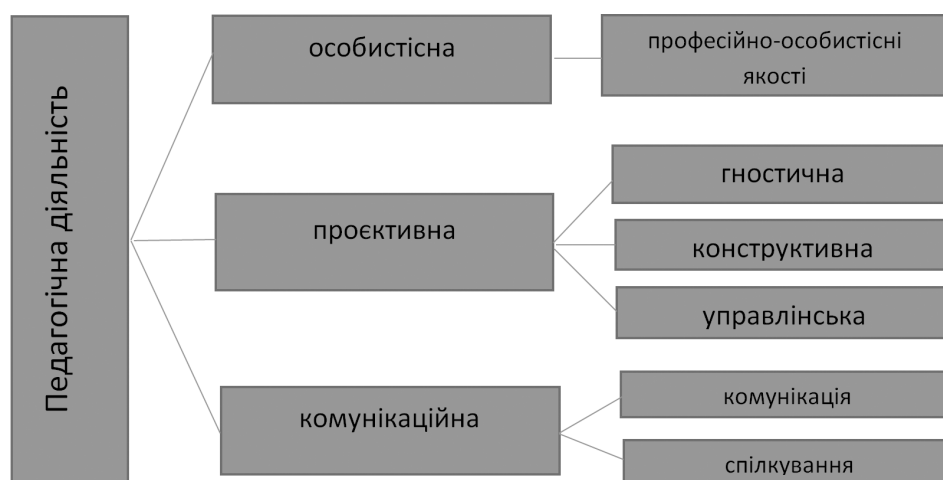 Педагогічна діяльність
особистісна
професійно-особистісні
якості
проєктивна
гностична
конструктивна
управлінська
комунікаційна
комунікація
спілкування